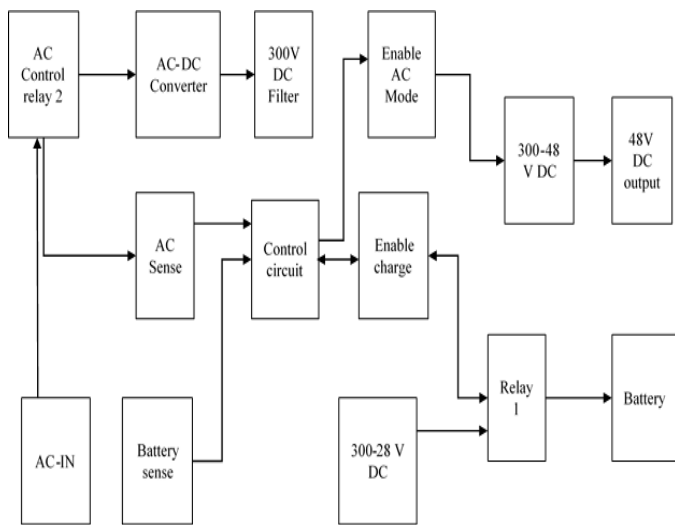 AC
Control
relay 2
AC-DC
Converter
300V
DC
Filter
Enable
AC
Mode
300-48
V DC
48V
DC
output
AC
Sense
Control
circuit
Enable
charge
AC-IN
Battery
sense
300-28 V
DC
Relay
1
Battery